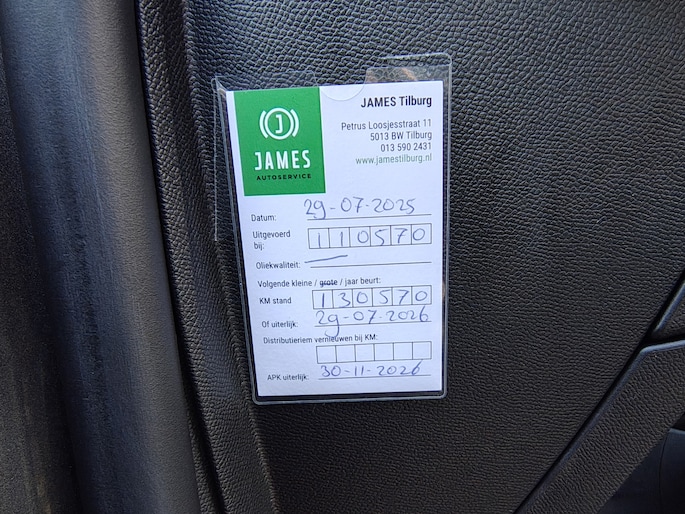 J
JAMES
AUTOSERVICE
JAMES Tilburg
Petrus Loosjesstraat 11
5013 BW Tilburg
013 590 2431
www.jamestilburg.nl
Datum: 29-07-2025
Uitgevoerd
bij: 110570
Oliekwaliteit:
Volgende kleine / grote / jaar beurt:
KM stand 130570
Of uiterlijk: 29-07-2026
Distributieriem vernieuwen bij KM:
APK uiterlijk: 30-11-2026